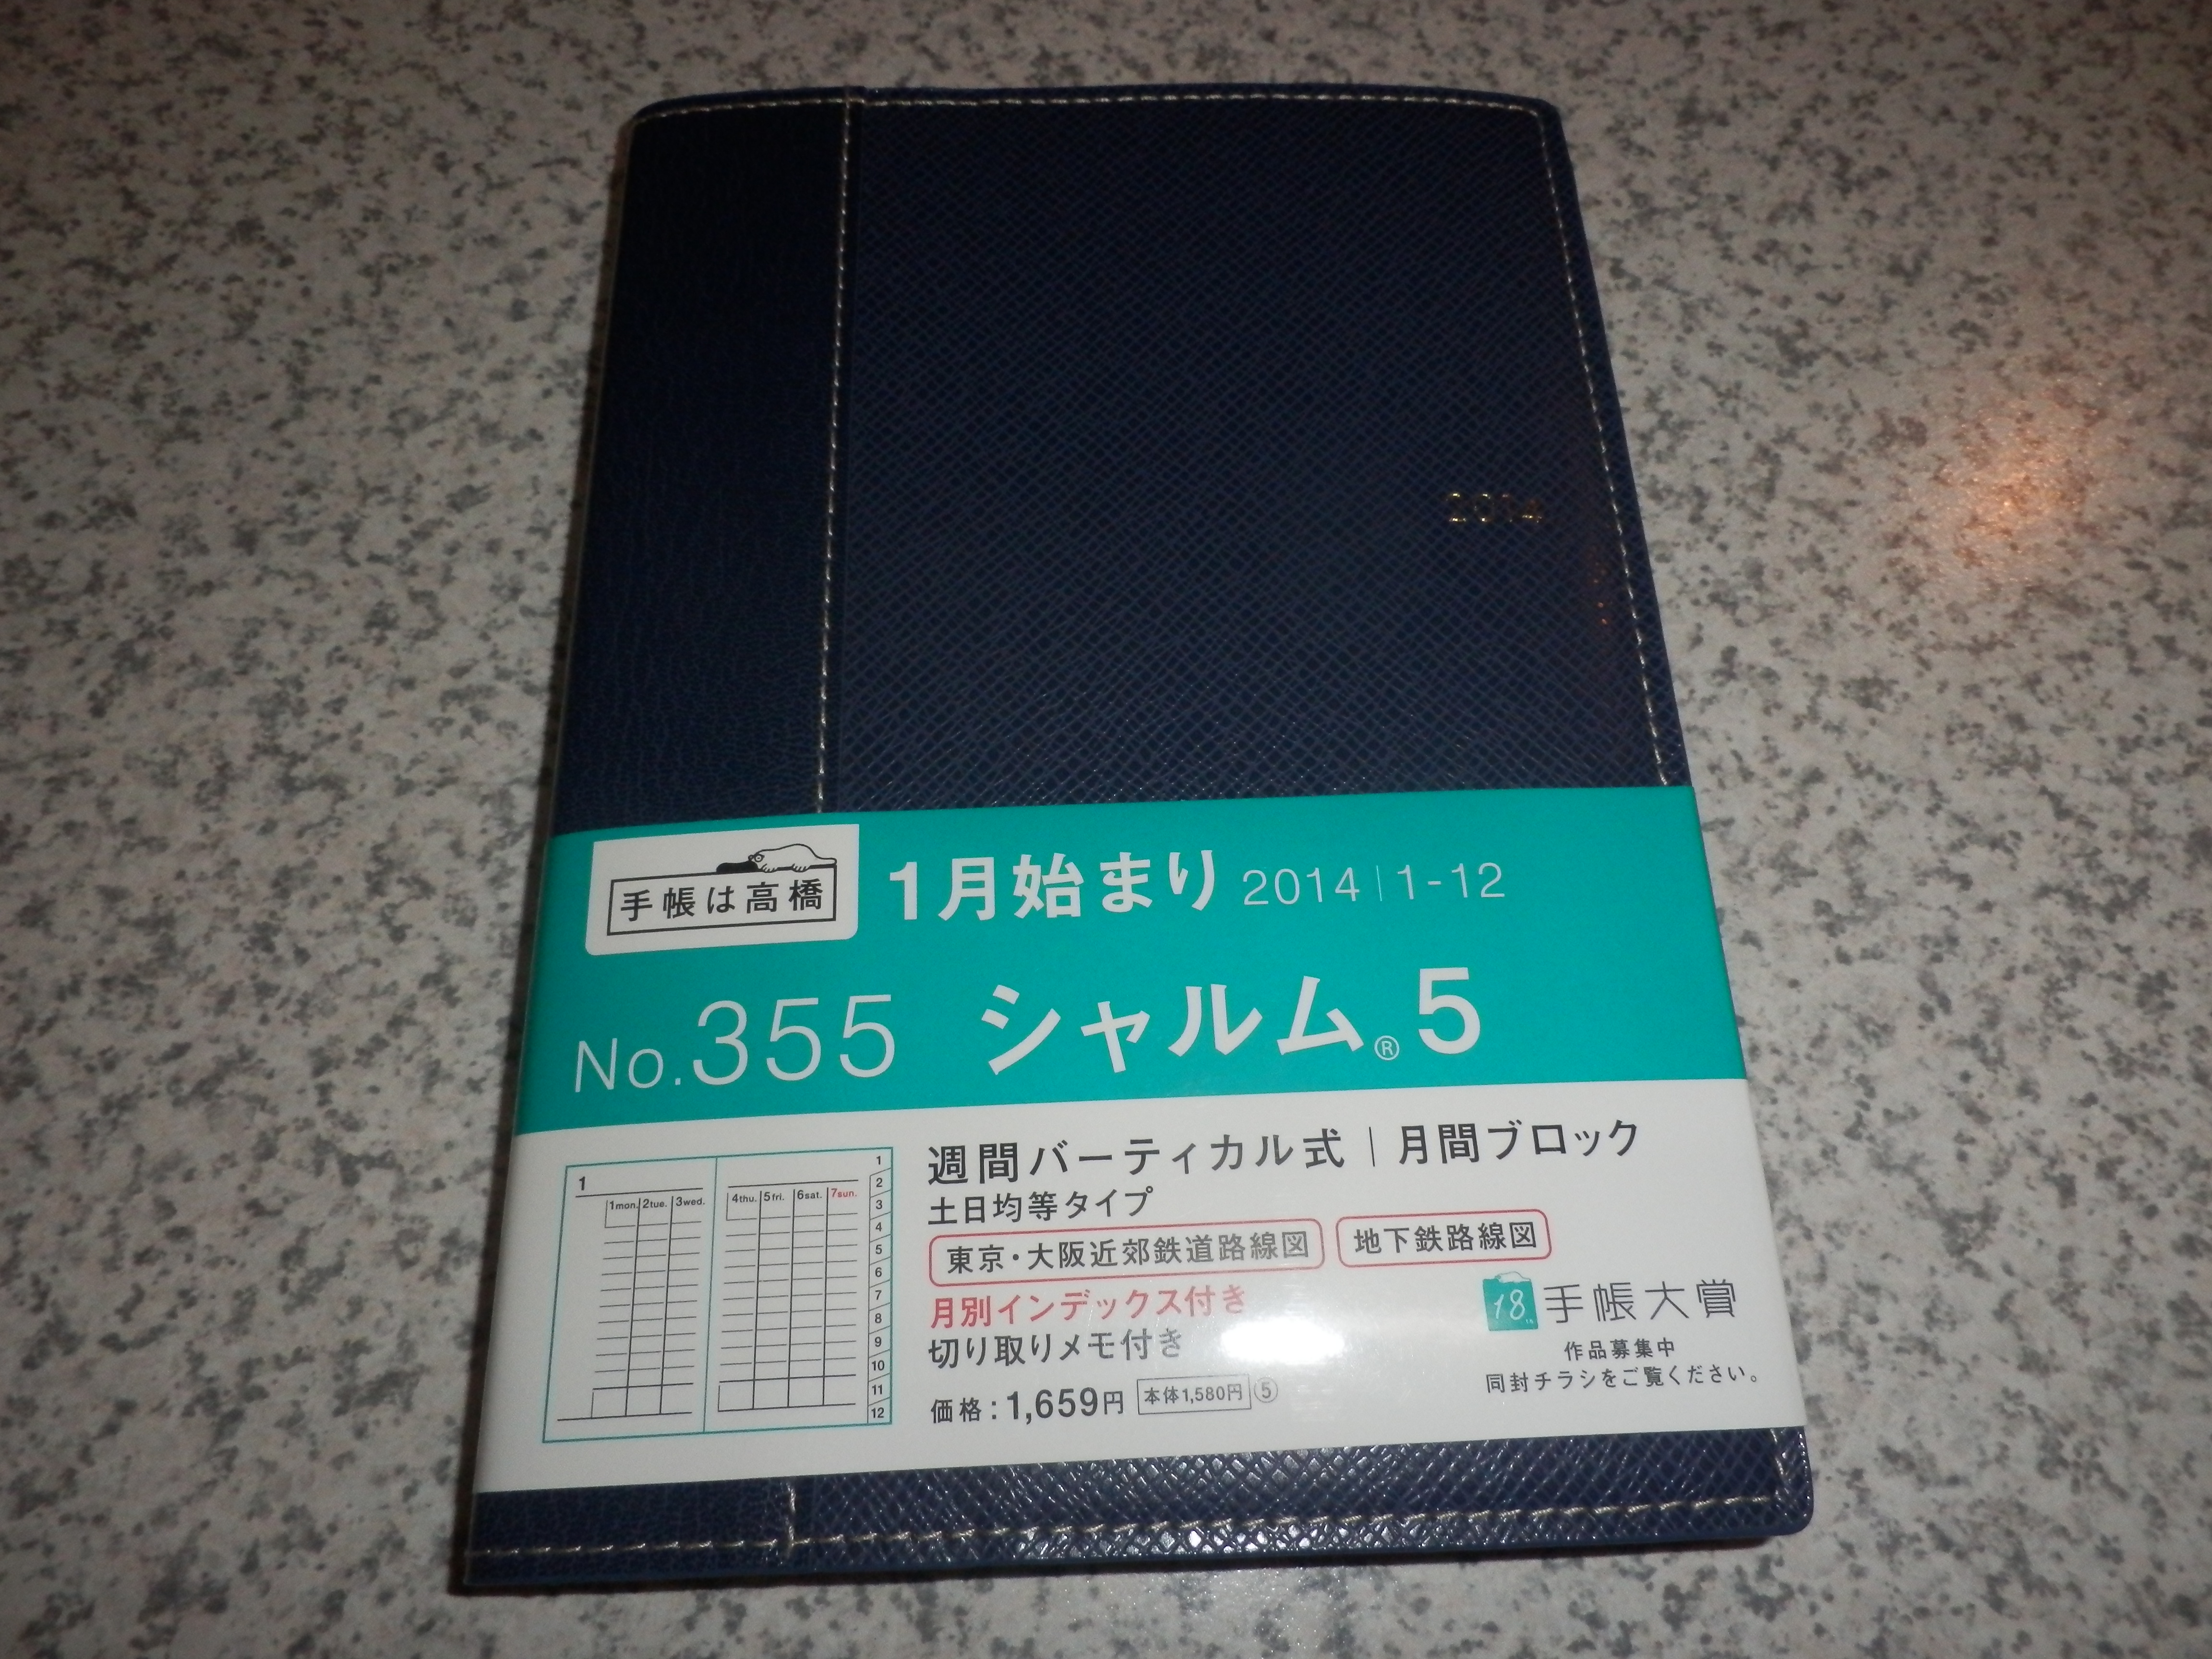 2014
手帳は高橋
1月始まり 2014 | 1-12
No.355 シャルム® 5
1
1mon. 2tue. 3wed. 4thu. 5fri. 6sat. 7sun.
1
2
3
4
5
6
7
8
9
10
11
12
週間バーティカル式 | 月間ブロック
土日均等タイプ
東京・大阪近郊鉄道路線図 地下鉄路線図
月別インデックス付き
切り取りメモ付き
価格:1,659円 本体1,580円 ⑤
18 手帳大賞
作品募集中
同封チラシをご覧ください。